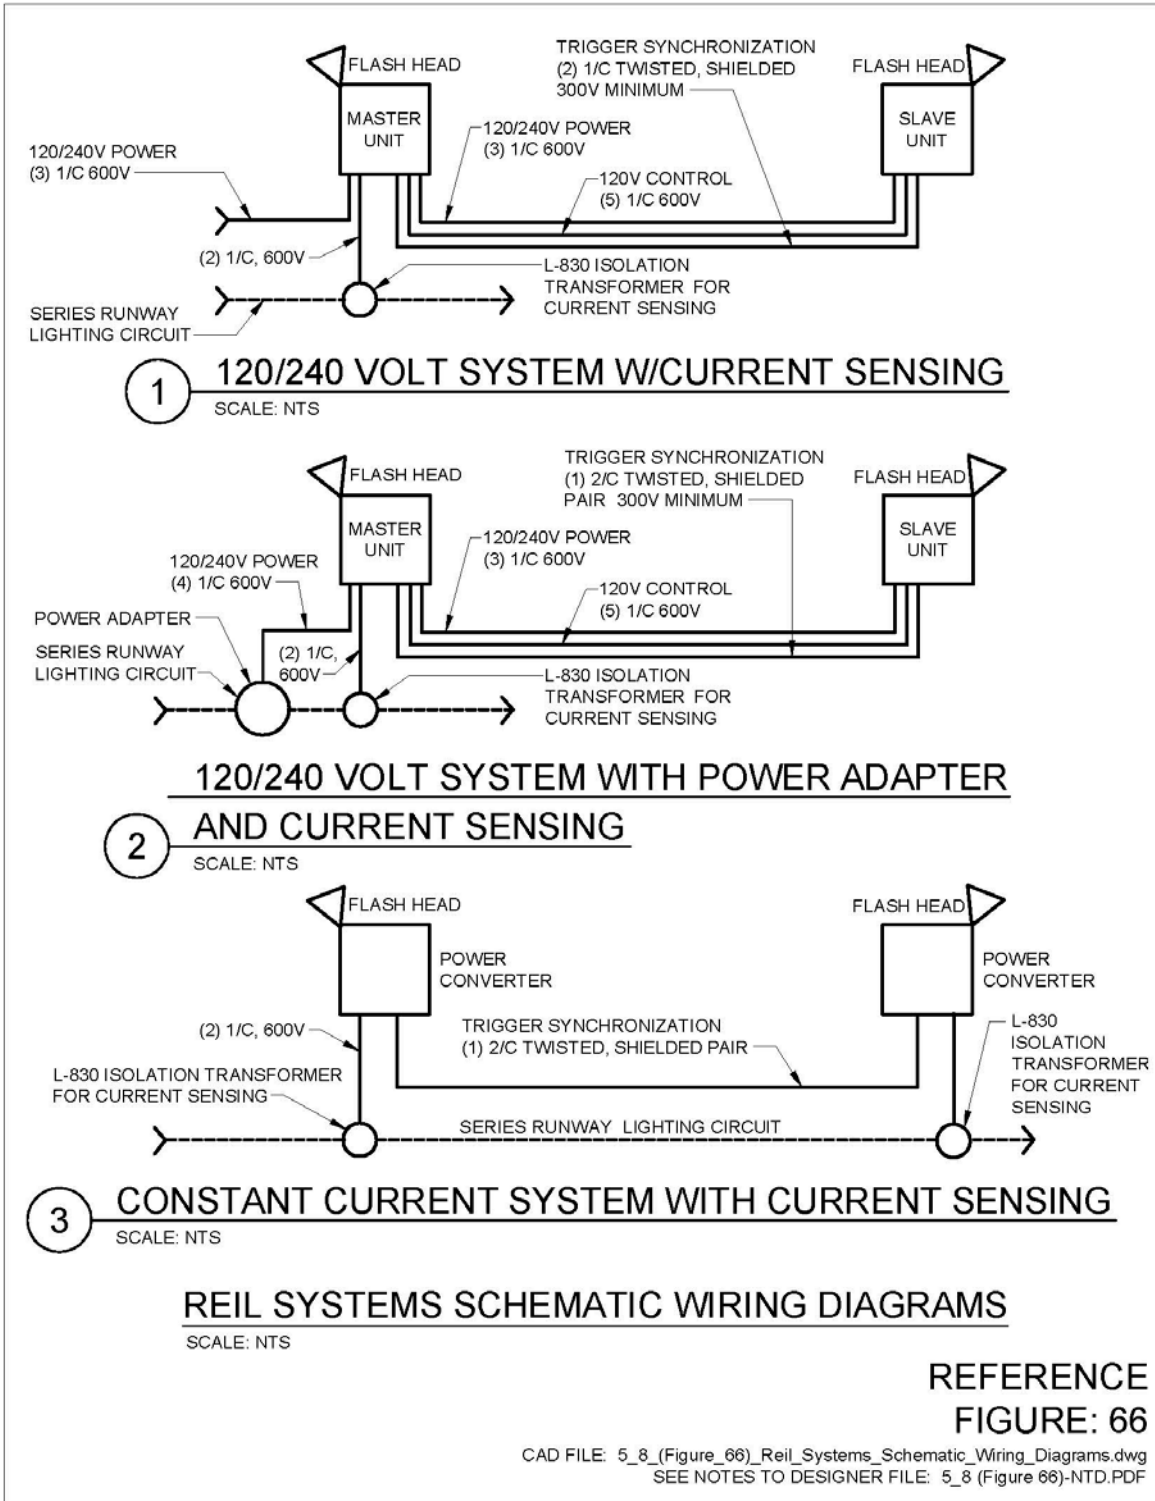 TRIGGER SYNCHRONIZATION
(2) 1/C TWISTED, SHIELDED
300V MINIMUM
FLASH HEAD
FLASH HEAD
MASTER
UNIT
SLAVE
UNIT
120/240V POWER
(3) 1/C 600V
120/240V POWER
(3) 1/C 600V
120V CONTROL
(5) 1/C 600V
(2) 1/C, 600V
L-830 ISOLATION
TRANSFORMER FOR
CURRENT SENSING
SERIES RUNWAY
LIGHTING CIRCUIT
1
120/240 VOLT SYSTEM W/CURRENT SENSING
SCALE: NTS
TRIGGER SYNCHRONIZATION
(1) 2/C TWISTED, SHIELDED
PAIR 300V MINIMUM
FLASH HEAD
FLASH HEAD
MASTER
UNIT
SLAVE
UNIT
120/240V POWER
(3) 1/C 600V
120/240V POWER
(4) 1/C 600V
120V CONTROL
(5) 1/C 600V
POWER ADAPTER
SERIES RUNWAY
LIGHTING CIRCUIT
(2) 1/C,
600V
L-830 ISOLATION
TRANSFORMER FOR
CURRENT SENSING
120/240 VOLT SYSTEM WITH POWER ADAPTER
2
AND CURRENT SENSING
SCALE: NTS
FLASH HEAD
FLASH HEAD
POWER
CONVERTER
POWER
CONVERTER
(2) 1/C, 600V
TRIGGER SYNCHRONIZATION
(1) 2/C TWISTED, SHIELDED PAIR
L-830
ISOLATION
TRANSFORMER
FOR CURRENT
SENSING
L-830 ISOLATION TRANSFORMER
FOR CURRENT SENSING
SERIES RUNWAY LIGHTING CIRCUIT
3
CONSTANT CURRENT SYSTEM WITH CURRENT SENSING
SCALE: NTS
REIL SYSTEMS SCHEMATIC WIRING DIAGRAMS
SCALE: NTS
REFERENCE
FIGURE: 66
CAD FILE: 5_8_(Figure_66)_Reil_Systems_Schematic_Wiring_Diagrams.dwg
SEE NOTES TO DESIGNER FILE: 5_8 (Figure 66)-NTD.PDF